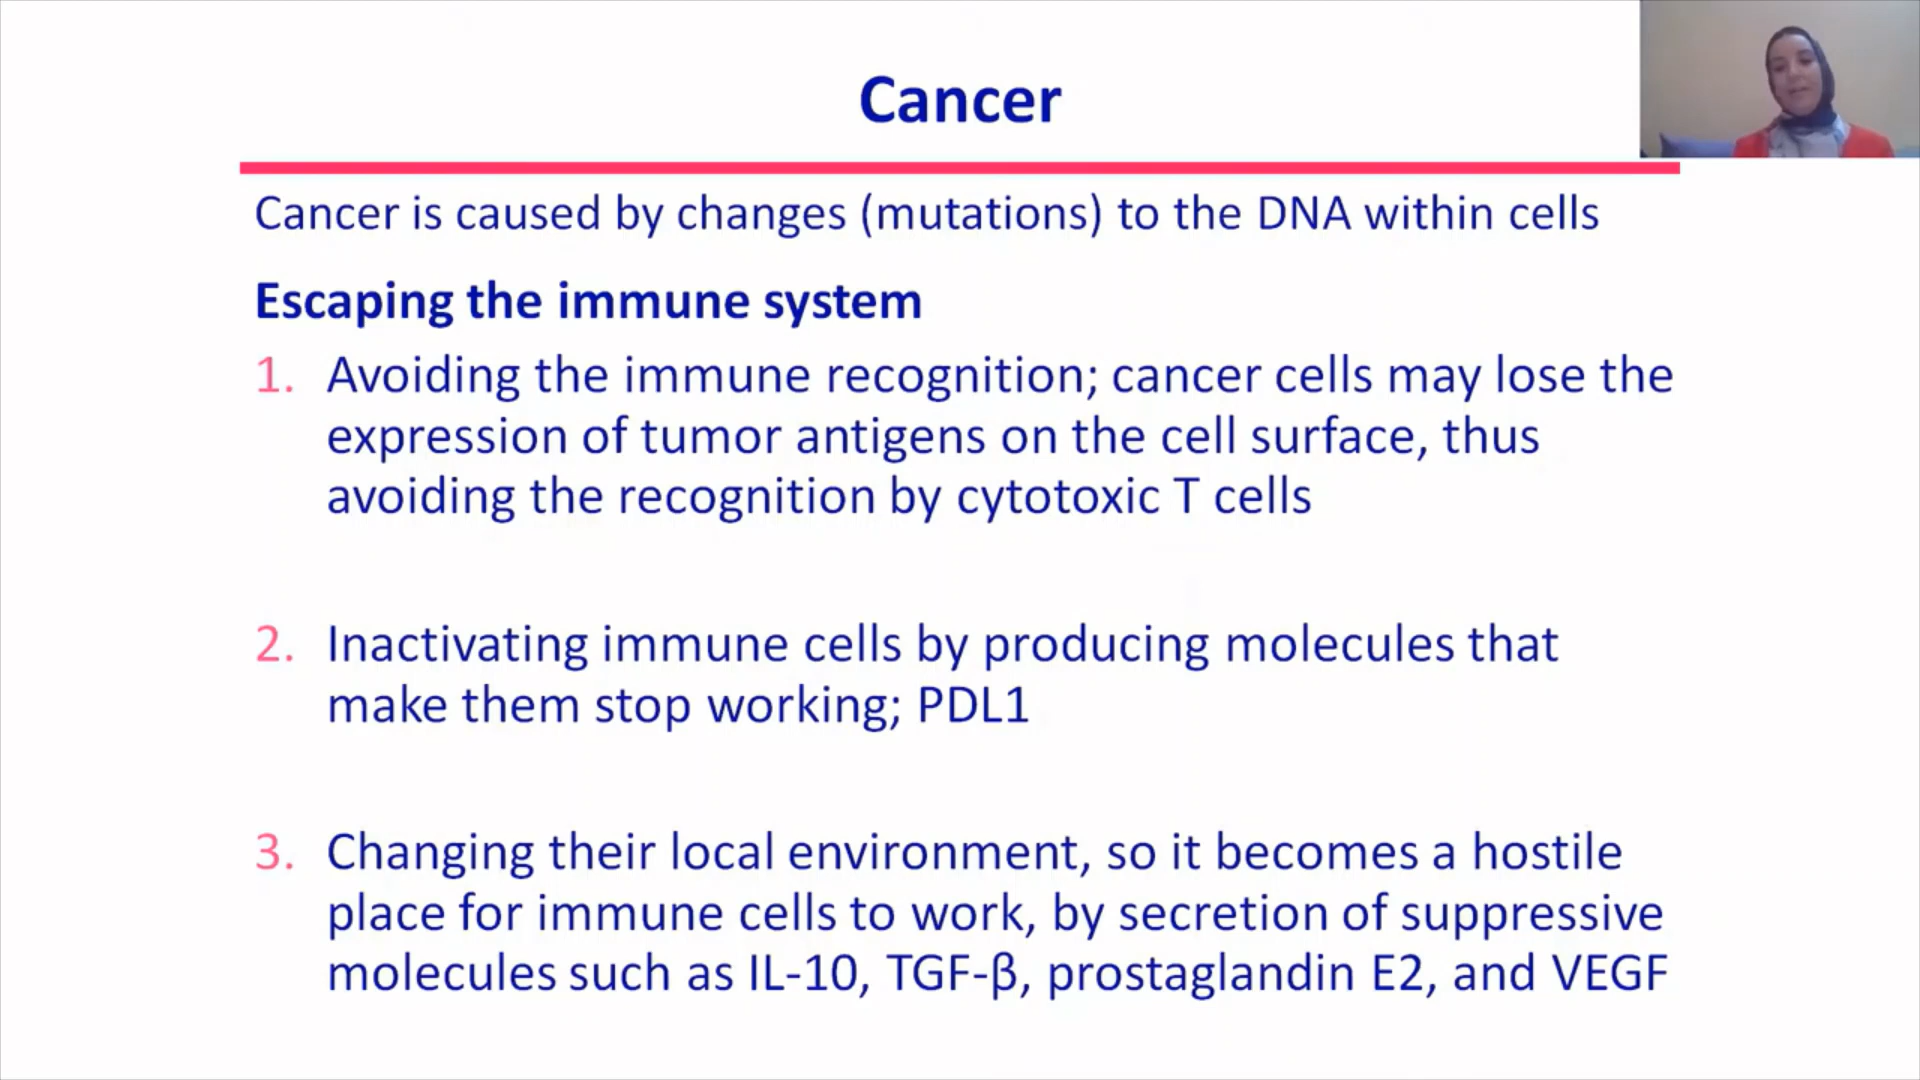 Cancer
Cancer is caused by changes (mutations) to the DNA within cells
Escaping the immune system
1. Avoiding the immune recognition; cancer cells may lose the
expression of tumor antigens on the cell surface, thus
avoiding the recognition by cytotoxic T cells
2. Inactivating immune cells by producing molecules that
make them stop working; PDL1
3. Changing their local environment, so it becomes a hostile
place for immune cells to work, by secretion of suppressive
molecules such as IL-10, TGF-β, prostaglandin E2, and VEGF